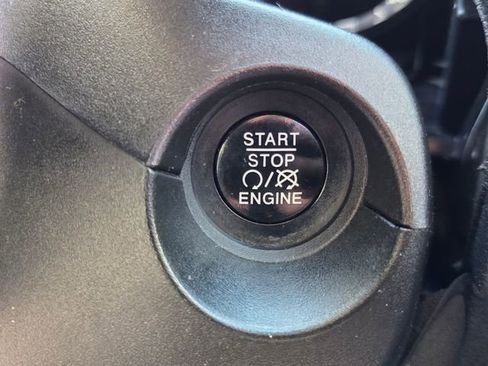 START
STOP
/
ENGINE